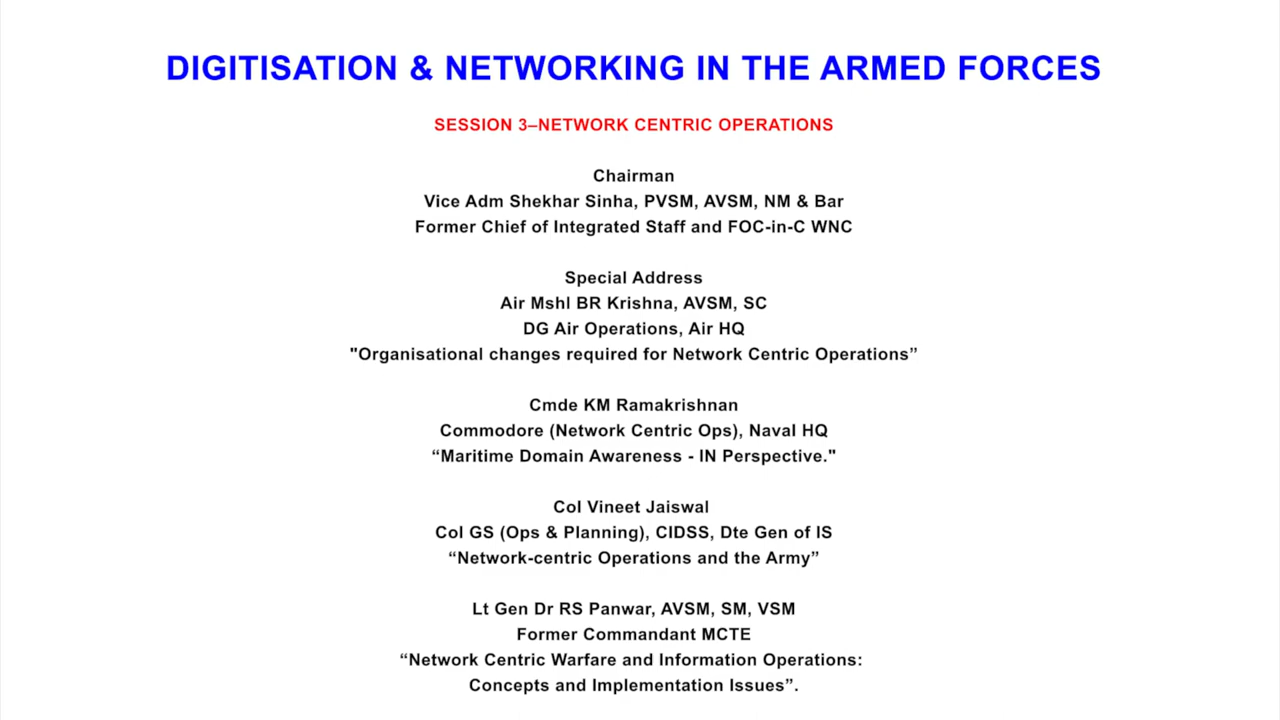 DIGITISATION & NETWORKING IN THE ARMED FORCES
SESSION 3–NETWORK CENTRIC OPERATIONS
Chairman
Vice Adm Shekhar Sinha, PVSM, AVSM, NM & Bar
Former Chief of Integrated Staff and FOC-in-C WNC
Special Address
Air Mshl BR Krishna, AVSM, SC
DG Air Operations, Air HQ
"Organisational changes required for Network Centric Operations”
Cmde KM Ramakrishnan
Commodore (Network Centric Ops), Naval HQ
“Maritime Domain Awareness - IN Perspective."
Col Vineet Jaiswal
Col GS (Ops & Planning), CIDSS, Dte Gen of IS
“Network-centric Operations and the Army”
Lt Gen Dr RS Panwar, AVSM, SM, VSM
Former Commandant MCTE
“Network Centric Warfare and Information Operations:
Concepts and Implementation Issues”.